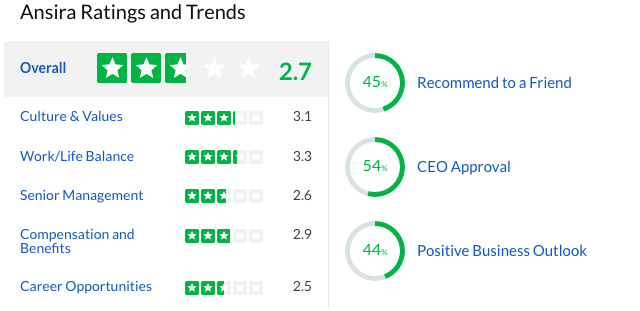 Ansira Ratings and Trends
Overall 2.7
Culture & Values 3.1
Work/Life Balance 3.3
Senior Management 2.6
Compensation and
Benefits 2.9
Career Opportunities 2.5
45% Recommend to a Friend
54% CEO Approval
44% Positive Business Outlook